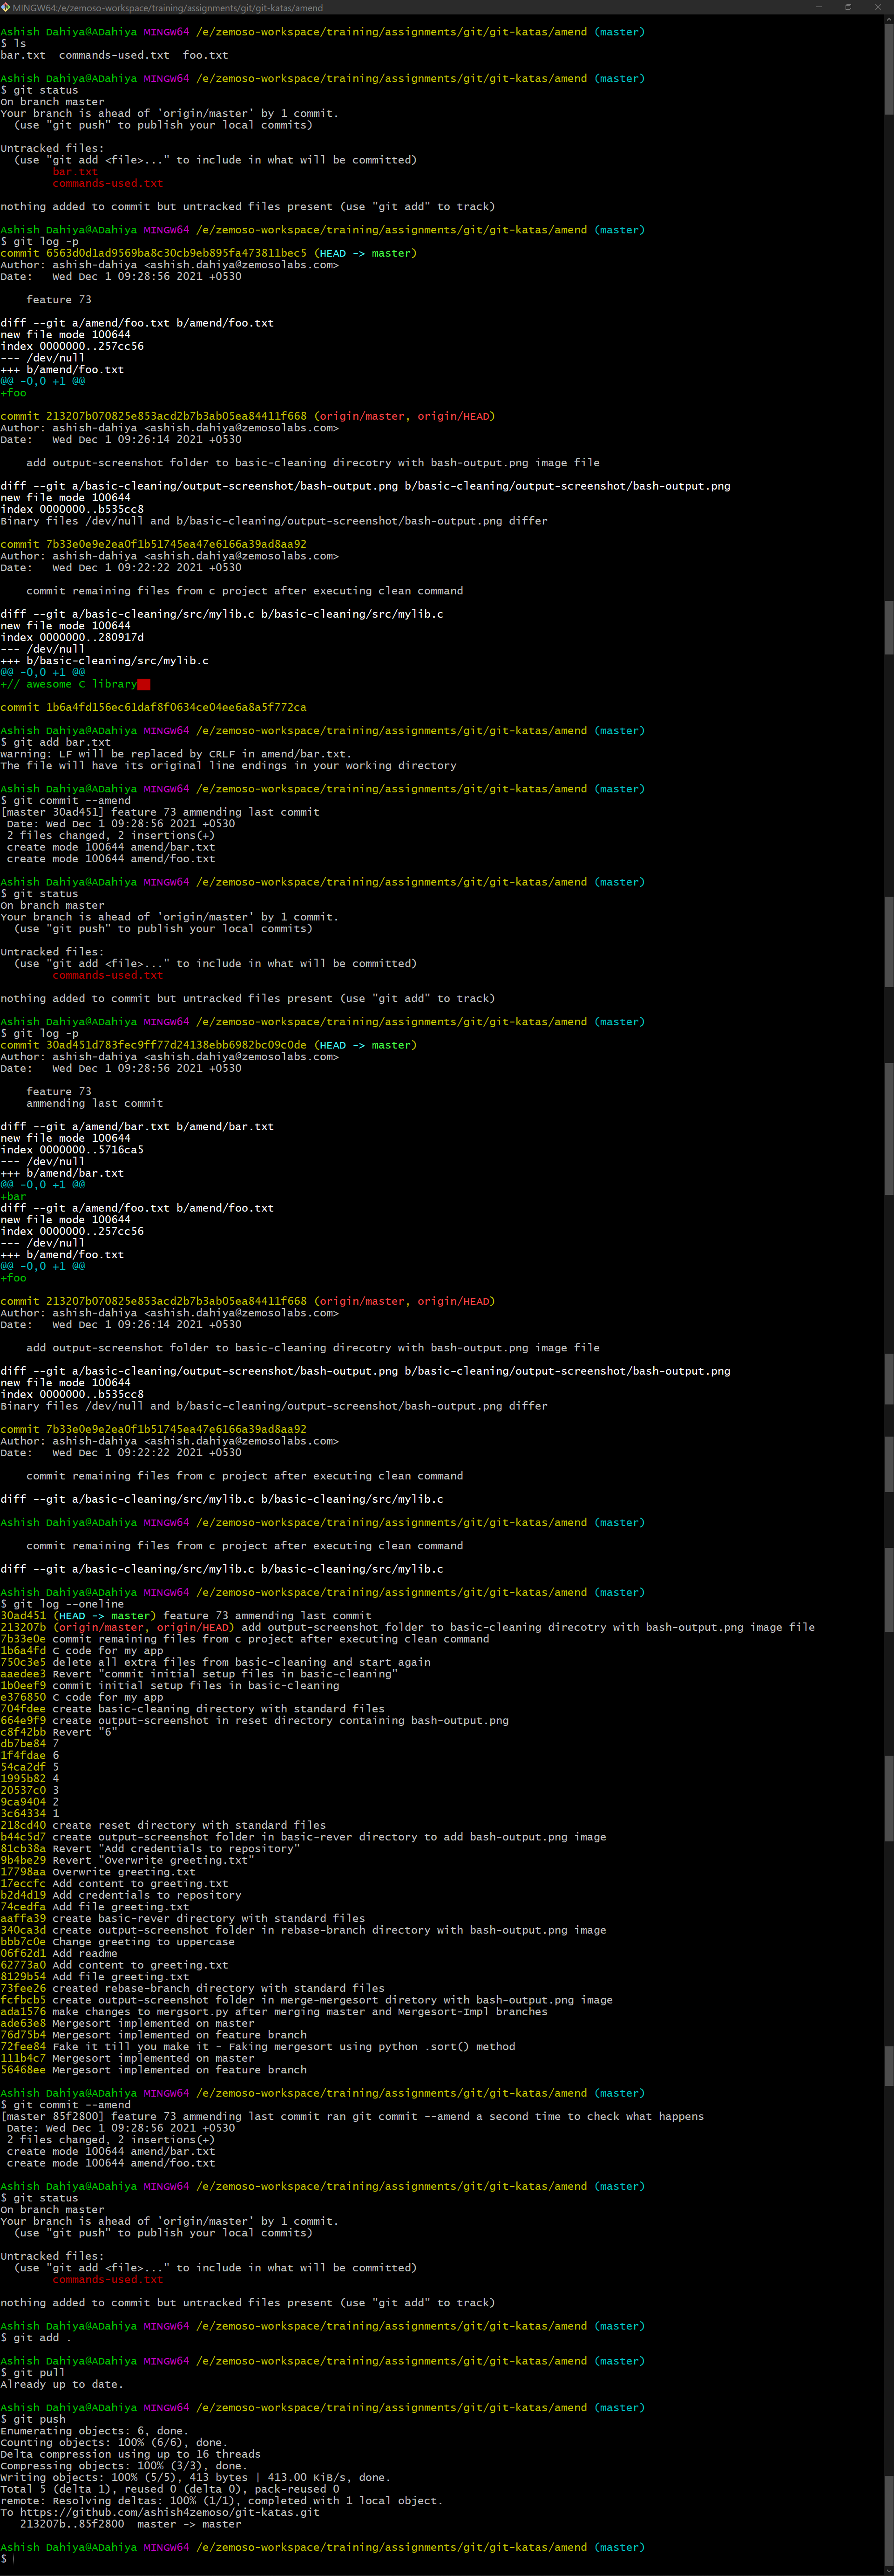 MINGW64:/e/zemoso-workspace/training/assignments/git/git-katas/amend
Ashish Dahiya@ADahiya MINGW64 /e/zemoso-workspace/training/assignments/git/git-katas/amend (master)
$ ls
bar.txt  commands-used.txt  foo.txt
Ashish Dahiya@ADahiya MINGW64 /e/zemoso-workspace/training/assignments/git/git-katas/amend (master)
$ git status
On branch master
Your branch is ahead of 'origin/master' by 1 commit.
  (use "git push" to publish your local commits)
Untracked files:
  (use "git add <file>..." to include in what will be committed)
        bar.txt
        commands-used.txt
nothing added to commit but untracked files present (use "git add" to track)
Ashish Dahiya@ADahiya MINGW64 /e/zemoso-workspace/training/assignments/git/git-katas/amend (master)
$ git log -p
commit 6563d0d1ad9569ba8c30cb9eb895fa473811bec5 (HEAD -> master)
Author: ashish-dahiya <ashish.dahiya@zemosolabs.com>
Date:   Wed Dec 1 09:28:56 2021 +0530
    feature 73
diff --git a/amend/foo.txt b/amend/foo.txt
new file mode 100644
index 0000000..257cc56
--- /dev/null
+++ b/amend/foo.txt
@@ -0,0 +1 @@
+foo
commit 213207b070825e853acd2b7b3ab05ea84411f668 (origin/master, origin/HEAD)
Author: ashish-dahiya <ashish.dahiya@zemosolabs.com>
Date:   Wed Dec 1 09:26:14 2021 +0530
    add output-screenshot folder to basic-cleaning direcotry with bash-output.png image file
diff --git a/basic-cleaning/output-screenshot/bash-output.png b/basic-cleaning/output-screenshot/bash-output.png
new file mode 100644
index 0000000..b535cc8
Binary files /dev/null and b/basic-cleaning/output-screenshot/bash-output.png differ
commit 7b33e0e9e2ea0f1b51745ea47e6166a39ad8aa92
Author: ashish-dahiya <ashish.dahiya@zemosolabs.com>
Date:   Wed Dec 1 09:22:22 2021 +0530
    commit remaining files from c project after executing clean command
diff --git a/basic-cleaning/src/mylib.c b/basic-cleaning/src/mylib.c
new file mode 100644
index 0000000..280917d
--- /dev/null
+++ b/basic-cleaning/src/mylib.c
@@ -0,0 +1 @@
+// awesome C library
commit 1b6a4fd156ec61daf8f0634ce04ee6a8a5f772ca
Ashish Dahiya@ADahiya MINGW64 /e/zemoso-workspace/training/assignments/git/git-katas/amend (master)
$ git add bar.txt
warning: LF will be replaced by CRLF in amend/bar.txt.
The file will have its original line endings in your working directory
Ashish Dahiya@ADahiya MINGW64 /e/zemoso-workspace/training/assignments/git/git-katas/amend (master)
$ git commit --amend
[master 30ad451] feature 73 ammending last commit
 Date: Wed Dec 1 09:28:56 2021 +0530
 2 files changed, 2 insertions(+)
 create mode 100644 amend/bar.txt
 create mode 100644 amend/foo.txt
Ashish Dahiya@ADahiya MINGW64 /e/zemoso-workspace/training/assignments/git/git-katas/amend (master)
$ git status
On branch master
Your branch is ahead of 'origin/master' by 1 commit.
  (use "git push" to publish your local commits)
Untracked files:
  (use "git add <file>..." to include in what will be committed)
        commands-used.txt
nothing added to commit but untracked files present (use "git add" to track)
Ashish Dahiya@ADahiya MINGW64 /e/zemoso-workspace/training/assignments/git/git-katas/amend (master)
$ git log -p
commit 30ad451d783fec9ff77d24138ebb6982bc09c0de (HEAD -> master)
Author: ashish-dahiya <ashish.dahiya@zemosolabs.com>
Date:   Wed Dec 1 09:28:56 2021 +0530
    feature 73
    ammending last commit
diff --git a/amend/bar.txt b/amend/bar.txt
new file mode 100644
index 0000000..5716ca5
--- /dev/null
+++ b/amend/bar.txt
@@ -0,0 +1 @@
+bar
diff --git a/amend/foo.txt b/amend/foo.txt
new file mode 100644
index 0000000..257cc56
--- /dev/null
+++ b/amend/foo.txt
@@ -0,0 +1 @@
+foo
commit 213207b070825e853acd2b7b3ab05ea84411f668 (origin/master, origin/HEAD)
Author: ashish-dahiya <ashish.dahiya@zemosolabs.com>
Date:   Wed Dec 1 09:26:14 2021 +0530
    add output-screenshot folder to basic-cleaning direcotry with bash-output.png image file
diff --git a/basic-cleaning/output-screenshot/bash-output.png b/basic-cleaning/output-screenshot/bash-output.png
new file mode 100644
index 0000000..b535cc8
Binary files /dev/null and b/basic-cleaning/output-screenshot/bash-output.png differ
commit 7b33e0e9e2ea0f1b51745ea47e6166a39ad8aa92
Author: ashish-dahiya <ashish.dahiya@zemosolabs.com>
Date:   Wed Dec 1 09:22:22 2021 +0530
    commit remaining files from c project after executing clean command
diff --git a/basic-cleaning/src/mylib.c b/basic-cleaning/src/mylib.c
Ashish Dahiya@ADahiya MINGW64 /e/zemoso-workspace/training/assignments/git/git-katas/amend (master)
    commit remaining files from c project after executing clean command
diff --git a/basic-cleaning/src/mylib.c b/basic-cleaning/src/mylib.c
Ashish Dahiya@ADahiya MINGW64 /e/zemoso-workspace/training/assignments/git/git-katas/amend (master)
$ git log --oneline
30ad451 (HEAD -> master) feature 73 ammending last commit
213207b (origin/master, origin/HEAD) add output-screenshot folder to basic-cleaning direcotry with bash-output.png image file
7b33e0e commit remaining files from c project after executing clean command
1b6a4fd C code for my app
750c3e5 delete all extra files from basic-cleaning and start again
aaedee3 Revert "commit initial setup files in basic-cleaning"
1b0eef9 commit initial setup files in basic-cleaning
e376850 C code for my app
704fdee create basic-cleaning directory with standard files
664e9f9 create output-screenshot in reset directory containing bash-output.png
c8f42bb Revert "6"
db7be84 7
1f4fdae 6
54ca2df 5
1995b82 4
20537c0 3
9ca9404 2
3c64334 1
218cd40 create reset directory with standard files
b44c5d7 create output-screenshot folder in basic-rever directory to add bash-output.png image
81cb38a Revert "Add credentials to repository"
9b4be29 Revert "Overwrite greeting.txt"
17798aa Overwrite greeting.txt
17eccfc Add content to greeting.txt
b2d4d19 Add credentials to repository
74cedfa Add file greeting.txt
aaffa39 create basic-rever directory with standard files
340ca3d create output-screenshot folder in rebase-branch directory with bash-output.png image
bbb7c0e Change greeting to uppercase
06f62d1 Add readme
62773a0 Add content to greeting.txt
8129b54 Add file greeting.txt
73fee26 created rebase-branch directory with standard files
fcfbcb5 create output-screenshot folder in merge-mergesort diretory with bash-output.png image
ada1576 make changes to mergsort.py after merging master and Mergesort-Impl branches
ade63e8 Mergesort implemented on master
76d75b4 Mergesort implemented on feature branch
72fee84 Fake it till you make it - Faking mergesort using python .sort() method
111b4c7 Mergesort implemented on master
56468ee Mergesort implemented on feature branch
Ashish Dahiya@ADahiya MINGW64 /e/zemoso-workspace/training/assignments/git/git-katas/amend (master)
$ git commit --amend
[master 85f2800] feature 73 ammending last commit ran git commit --amend a second time to check what happens
 Date: Wed Dec 1 09:28:56 2021 +0530
 2 files changed, 2 insertions(+)
 create mode 100644 amend/bar.txt
 create mode 100644 amend/foo.txt
Ashish Dahiya@ADahiya MINGW64 /e/zemoso-workspace/training/assignments/git/git-katas/amend (master)
$ git status
On branch master
Your branch is ahead of 'origin/master' by 1 commit.
  (use "git push" to publish your local commits)
Untracked files:
  (use "git add <file>..." to include in what will be committed)
        commands-used.txt
nothing added to commit but untracked files present (use "git add" to track)
Ashish Dahiya@ADahiya MINGW64 /e/zemoso-workspace/training/assignments/git/git-katas/amend (master)
$ git add .
Ashish Dahiya@ADahiya MINGW64 /e/zemoso-workspace/training/assignments/git/git-katas/amend (master)
$ git pull
Already up to date.
Ashish Dahiya@ADahiya MINGW64 /e/zemoso-workspace/training/assignments/git/git-katas/amend (master)
$ git push
Enumerating objects: 6, done.
Counting objects: 100% (6/6), done.
Delta compression using up to 16 threads
Compressing objects: 100% (3/3), done.
Writing objects: 100% (5/5), 413 bytes | 413.00 KiB/s, done.
Total 5 (delta 1), reused 0 (delta 0), pack-reused 0
remote: Resolving deltas: 100% (1/1), completed with 1 local object.
To https://github.com/ashish4zemoso/git-katas.git
   213207b..85f2800  master -> master
Ashish Dahiya@ADahiya MINGW64 /e/zemoso-workspace/training/assignments/git/git-katas/amend (master)
$